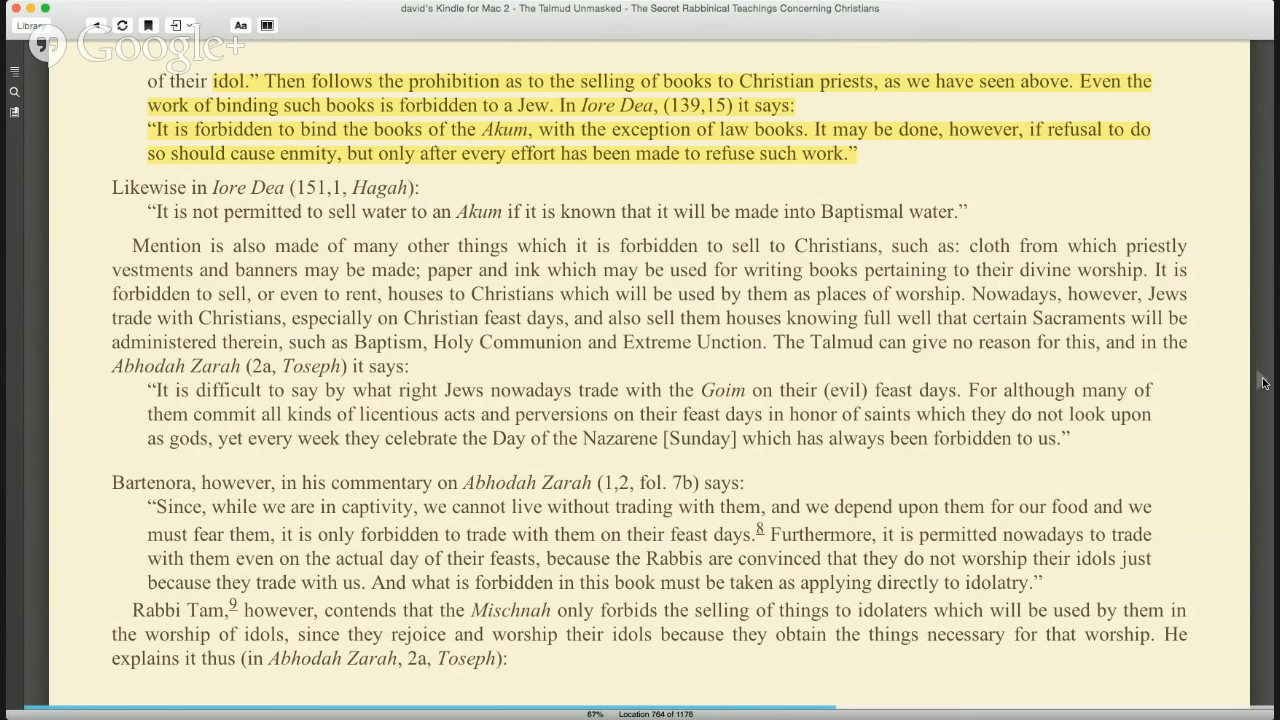 david's Kindle for Mac 2 - The Talmud Unmasked - The Secret Rabbinical Teachings Concerning Christians
Library
Aa
Google+
of their idol.” Then follows the prohibition as to the selling of books to Christian priests, as we have seen above. Even the
work of binding such books is forbidden to a Jew. In Iore Dea, (139,15) it says:
“It is forbidden to bind the books of the Akum, with the exception of law books. It may be done, however, if refusal to do
so should cause enmity, but only after every effort has been made to refuse such work.”
Likewise in Iore Dea (151,1, Hagah):
“It is not permitted to sell water to an Akum if it is known that it will be made into Baptismal water.”
Mention is also made of many other things which it is forbidden to sell to Christians, such as: cloth from which priestly
vestments and banners may be made; paper and ink which may be used for writing books pertaining to their divine worship. It is
forbidden to sell, or even to rent, houses to Christians which will be used by them as places of worship. Nowadays, however, Jews
trade with Christians, especially on Christian feast days, and also sell them houses knowing full well that certain Sacraments will be
administered therein, such as Baptism, Holy Communion and Extreme Unction. The Talmud can give no reason for this, and in the
Abhodah Zarah (2a, Toseph) it says:
“It is difficult to say by what right Jews nowadays trade with the Goim on their (evil) feast days. For although many of
them commit all kinds of licentious acts and perversions on their feast days in honor of saints which they do not look upon
as gods, yet every week they celebrate the Day of the Nazarene [Sunday] which has always been forbidden to us.”
Bartenora, however, in his commentary on Abhodah Zarah (1,2, fol. 7b) says:
“Since, while we are in captivity, we cannot live without trading with them, and we depend upon them for our food and we
must fear them, it is only forbidden to trade with them on their feast days.8 Furthermore, it is permitted nowadays to trade
with them even on the actual day of their feasts, because the Rabbis are convinced that they do not worship their idols just
because they trade with us. And what is forbidden in this book must be taken as applying directly to idolatry.”
Rabbi Tam,9 however, contends that the Mischnah only forbids the selling of things to idolaters which will be used by them in
the worship of idols, since they rejoice and worship their idols because they obtain the things necessary for that worship. He
explains it thus (in Abhodah Zarah, 2a, Toseph):
67% Location 764 of 1176